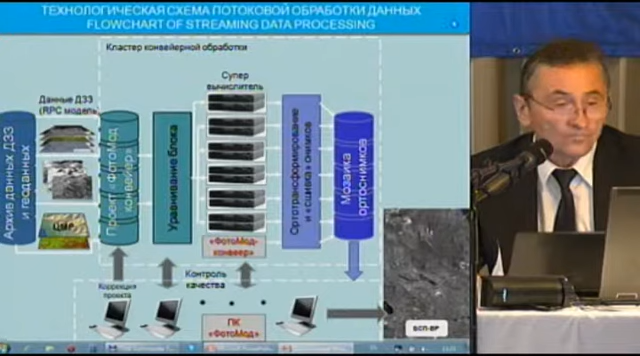 ТЕХНОЛОГИЧЕСКАЯ СХЕМА ПОТОКОВОЙ ОБРАБОТКИ ДАННЫХ
FLOWCHART OF STREAMING DATA PROCESSING
Кластер конвейерной обработки
Архив данных ДЗЗ
и геоданных
Данные ДЗЗ
(RPC модель)
ЦМР
Проект «ФотоМод
конвейер»
Уравнивание блока
Супер
вычислитель
«ФотоМод-
конвеер»
Ортотрансформирование
и «сшивка» снимков
Мозаика
ортоснимков
Коррекция
проекта
Контроль
качества
ПК
«ФотоМод»
БСП-ВР